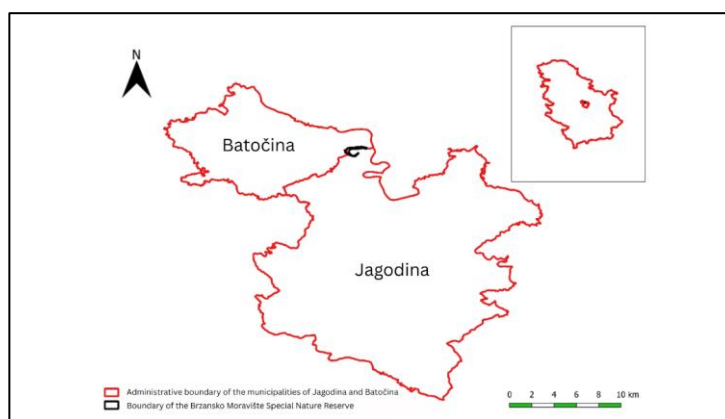 N
Batočina
Jagodina
Administrative boundary of the municipalities of Jagodina and Batočina
Boundary of the Brzansko Moravište Special Nature Reserve
0 2 4 6 8 10 km